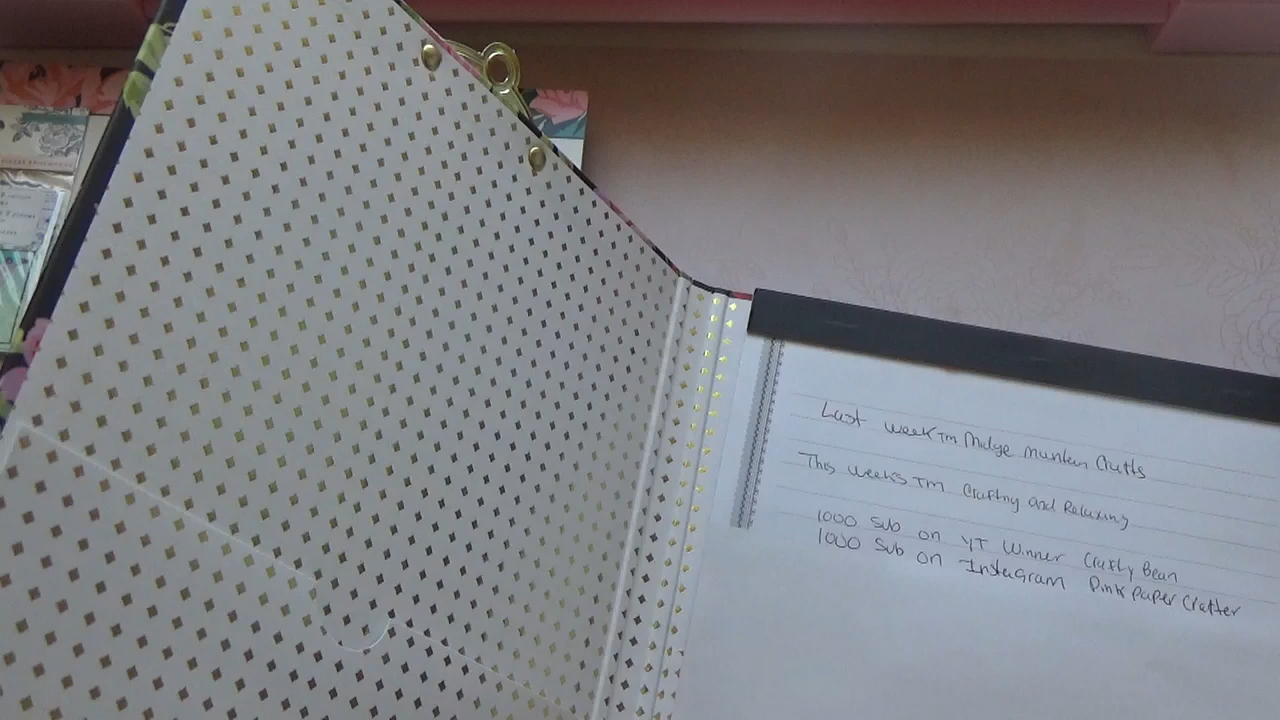 Last week TM Midge Munken Crafts
This weeks TM Crafting and Relaxing
1000 Sub on YT Winner Crafty Bean
1000 Sub on Instagram Pink Paper Crafter